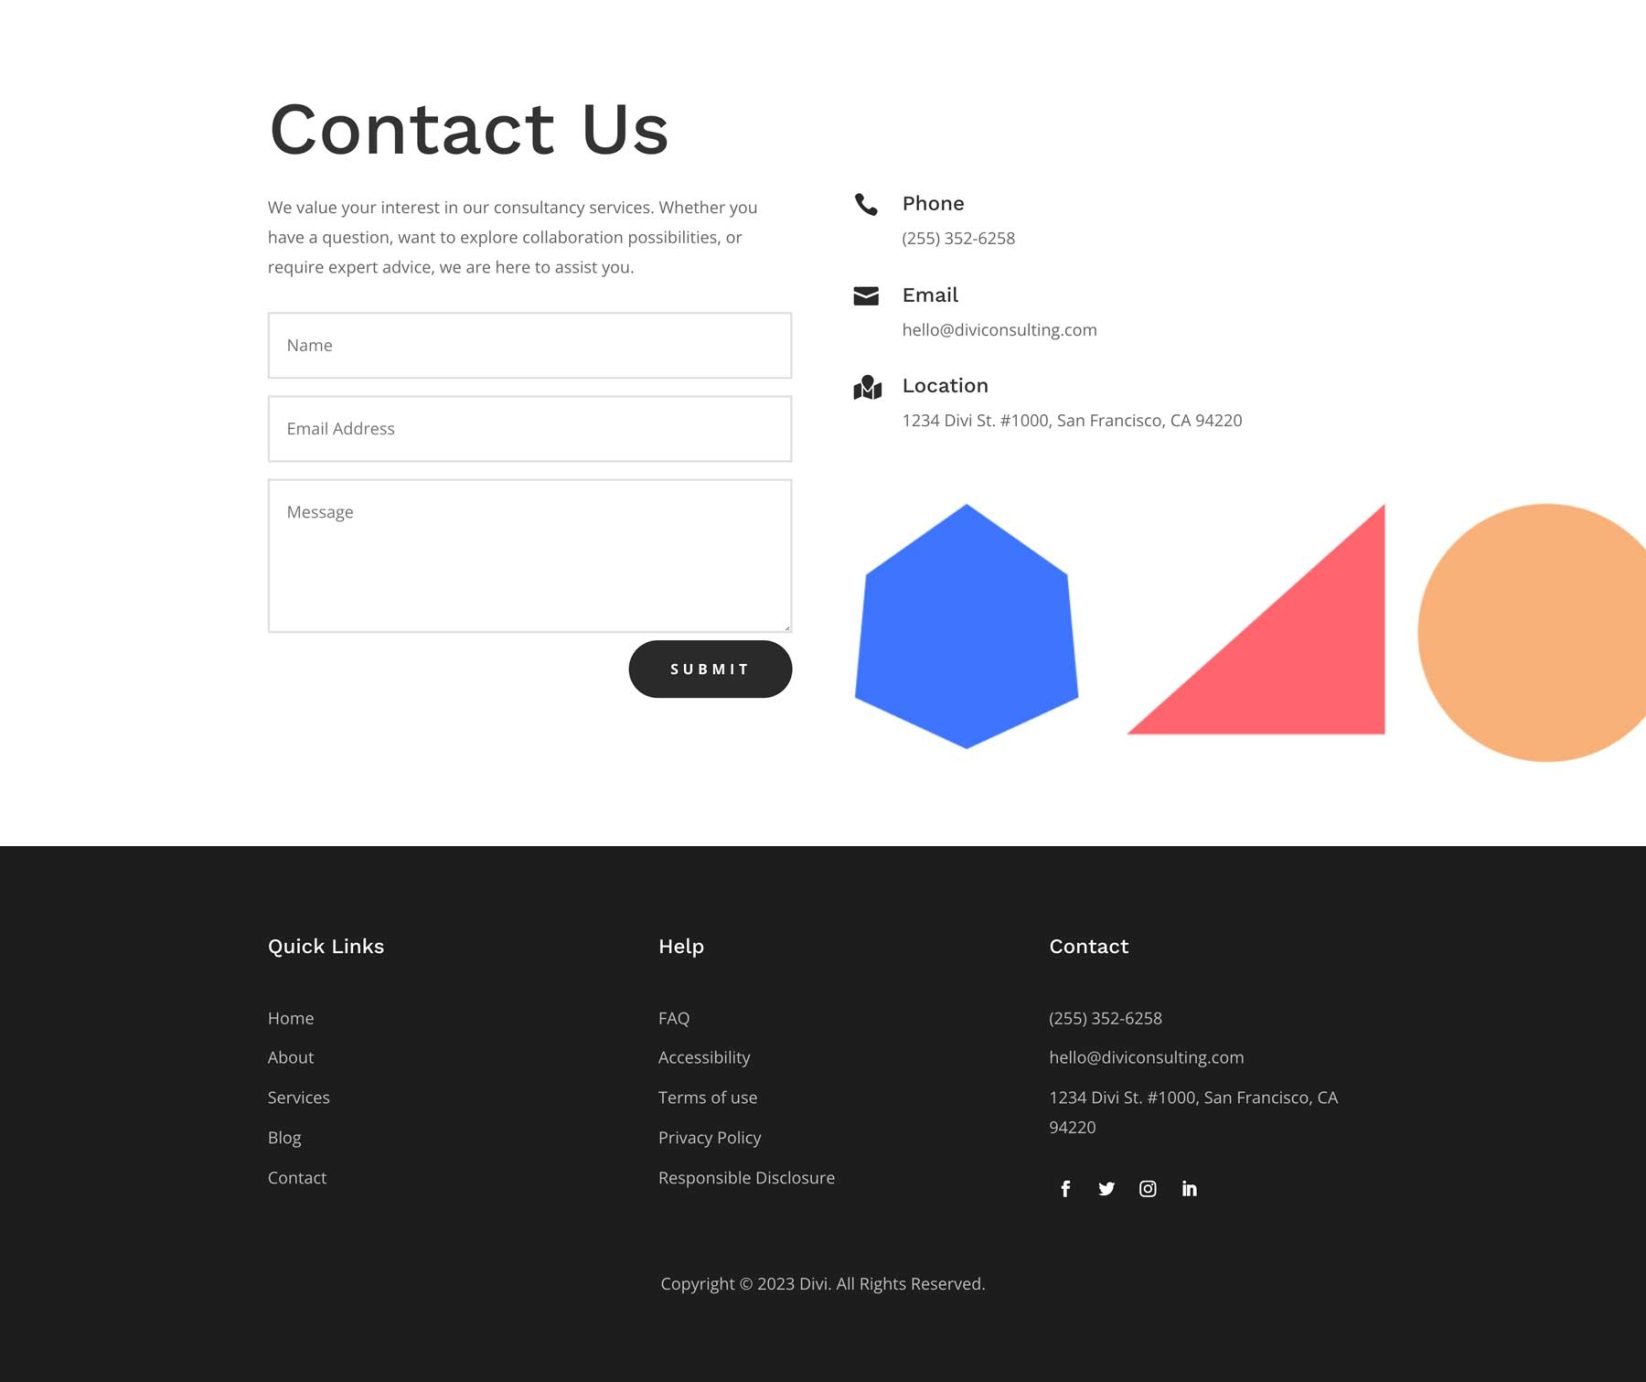 Contact Us
We value your interest in our consultancy services. Whether you
have a question, want to explore collaboration possibilities, or
require expert advice, we are here to assist you.
Name
Email Address
Message
SUBMIT
Phone
(255) 352-6258
Email
hello@diviconsulting.com
Location
1234 Divi St. #1000, San Francisco, CA 94220
Quick Links
Home
About
Services
Blog
Contact
Help
FAQ
Accessibility
Terms of use
Privacy Policy
Responsible Disclosure
Contact
(255) 352-6258
hello@diviconsulting.com
1234 Divi St. #1000, San Francisco, CA
94220
Copyright © 2023 Divi. All Rights Reserved.